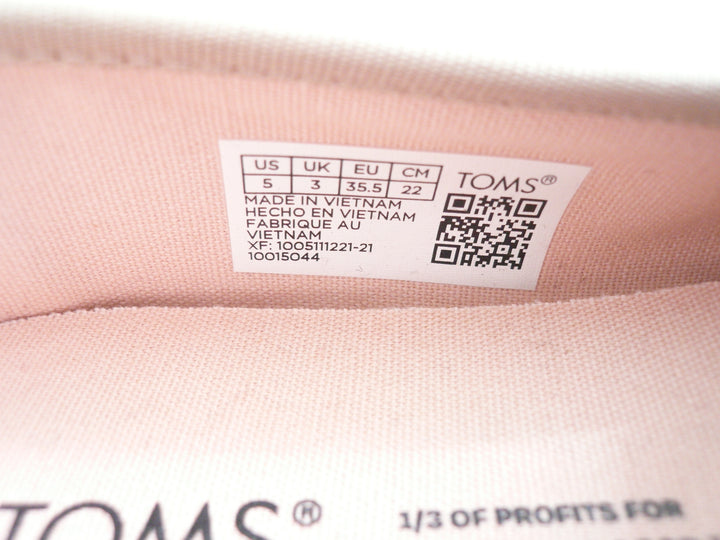 US UK EU CM
5 3 35.5 22
TOMS®
MADE IN VIETNAM
HECHO EN VIETNAM
FABRIQUE AU
VIETNAM
XF: 1005111221-21
10015044
TOMS®
1/3 OF PROFITS FOR